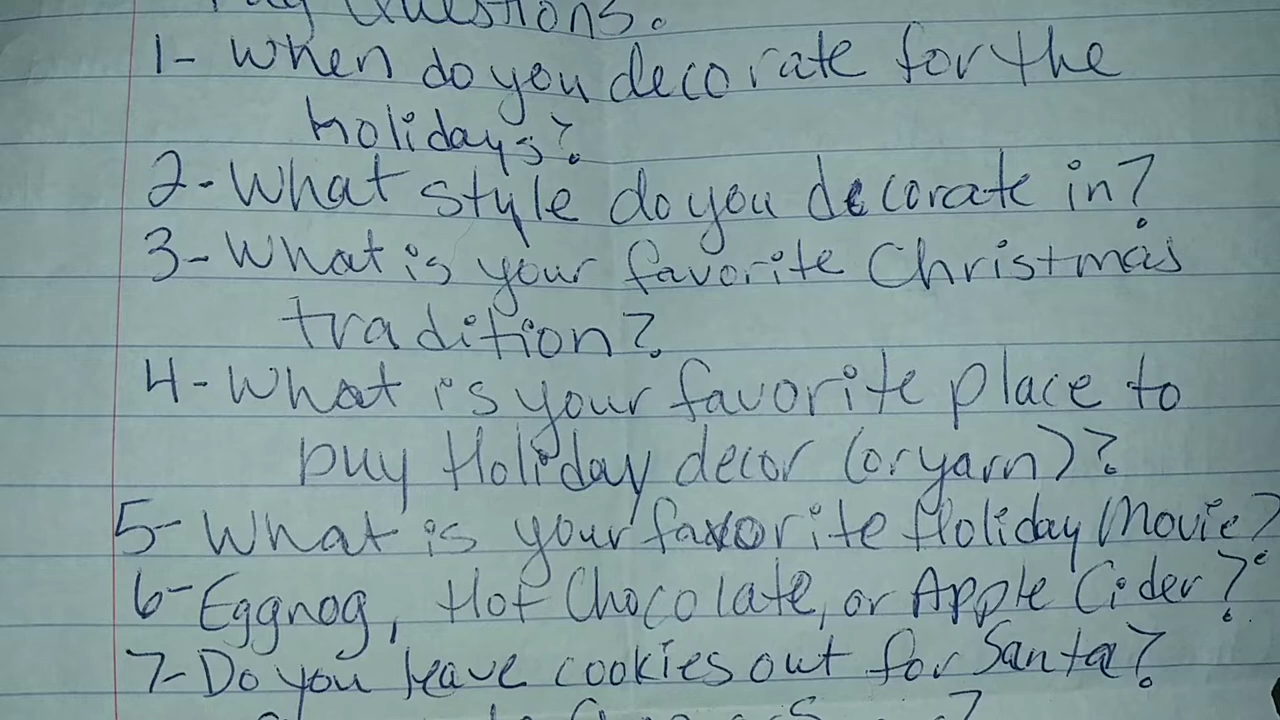 Tag Questions.
1- When do you decorate for the
holidays?
2- What style do you decorate in?
3- What is your favorite Christmas
tradition?
4- What is your favorite place to
buy Holiday decor (or yarn)?
5- What is your favorite Holiday Movie?
6- Eggnog, Hot Chocolate, or Apple Cider?
7- Do you leave cookies out for Santa?